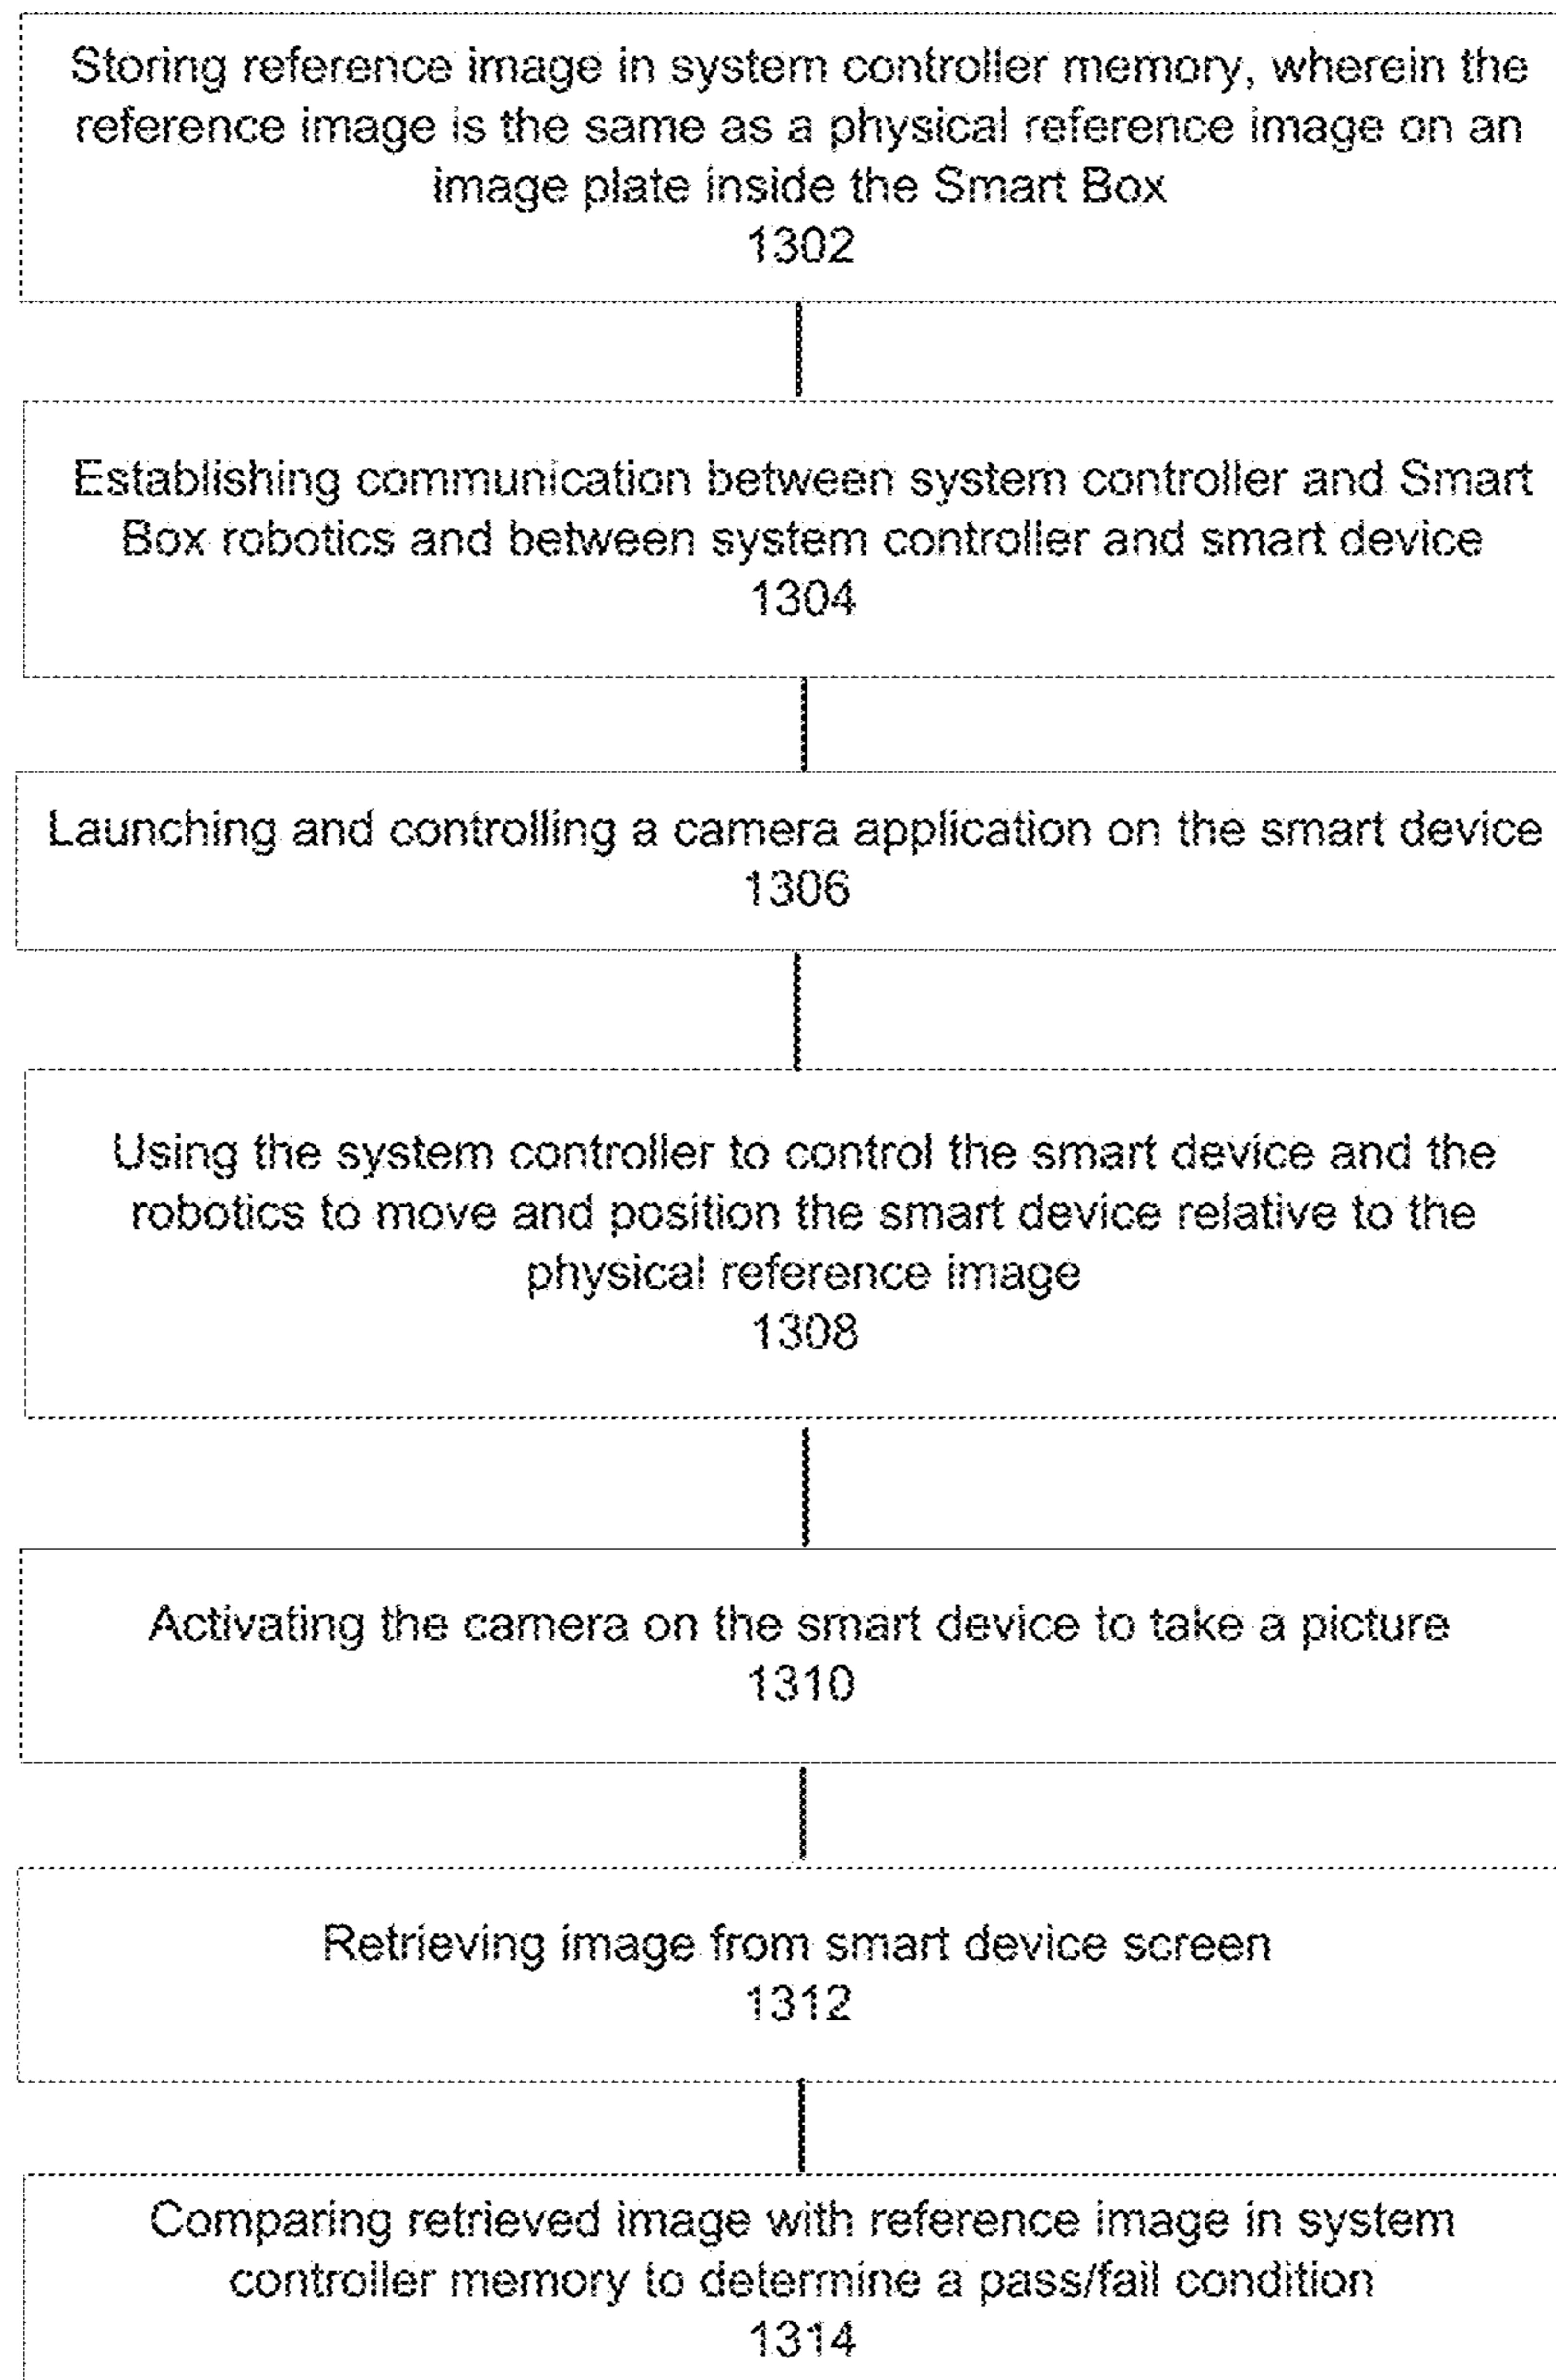 Storing reference image in system controller memory, wherein the
reference image is the same as a physical reference image on an
image plate inside the Smart Box
1302
Establishing communication between system controller and Smart
Box robotics and between system controller and smart device
1304
Launching and controlling a camera application on the smart device
1306
Using the system controller to control the smart device and the
robotics to move and position the smart device relative to the
physical reference image
1308
Activating the camera on the smart device to take a picture
1310
Retrieving image from smart device screen
1312
Comparing retrieved image with reference image in system
controller memory to determine a pass/fail condition
1314